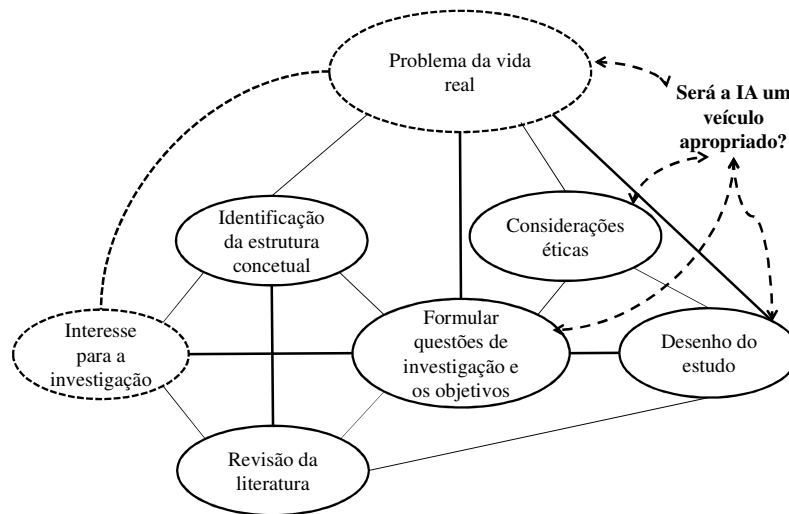 Problema da vida
real
Será a IA um
veículo
apropriado?
Identificação
da estrutura
concetual
Considerações
éticas
Interesse
para a
investigação
Formular
questões de
investigação e
os objetivos
Desenho do
estudo
Revisão da
literatura